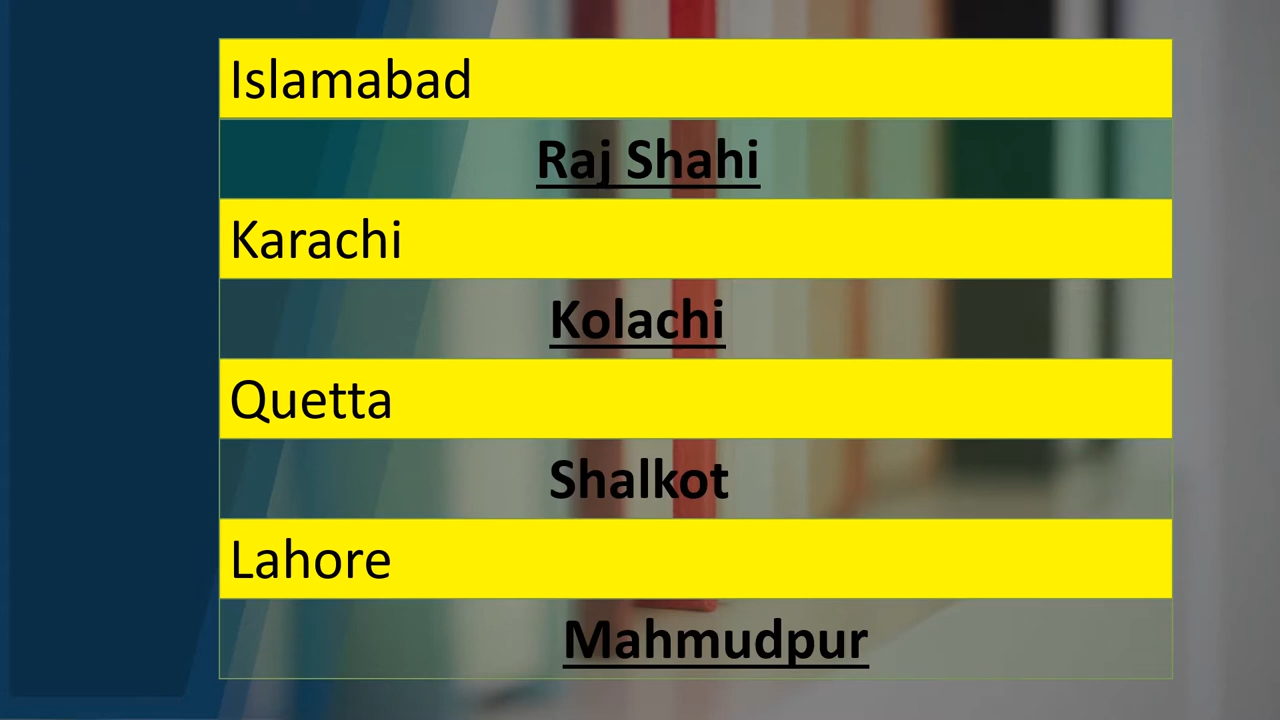 Islamabad
Raj Shahi
Karachi
Kolachi
Quetta
Shalkot
Lahore
Mahmudpur